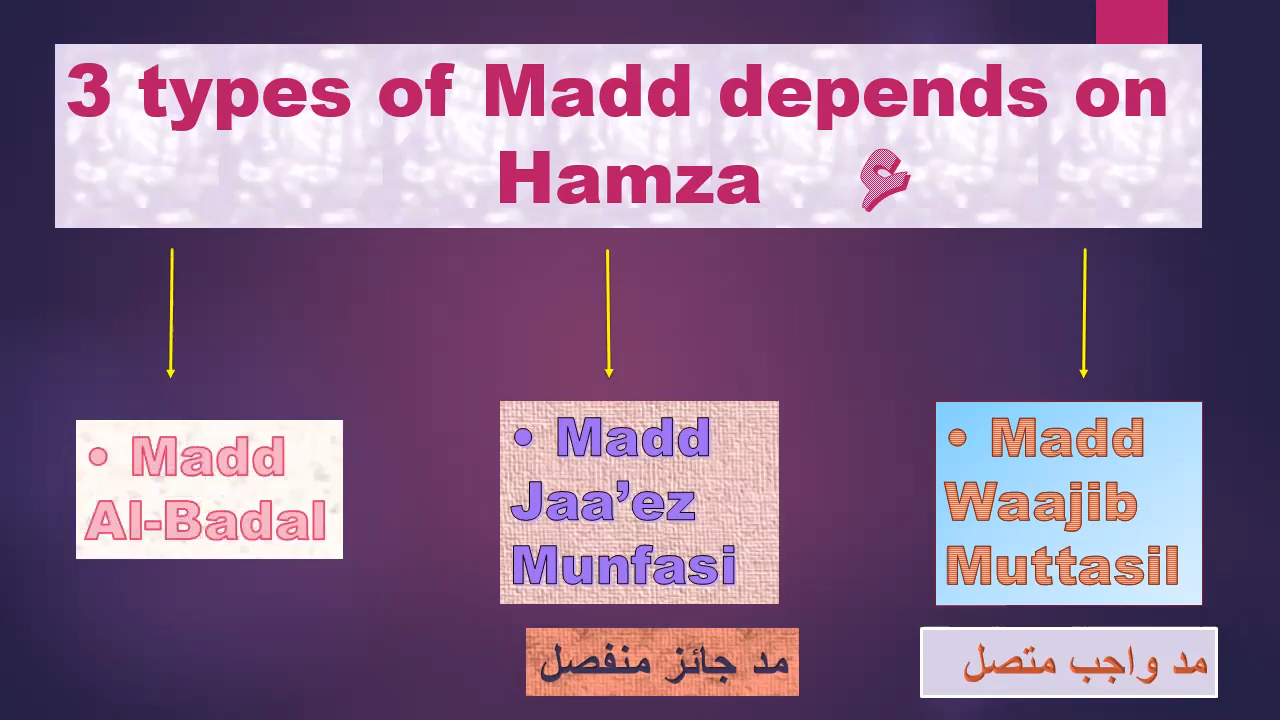 3 types of Madd depends on
Hamza ء
• Madd
Al-Badal
• Madd
Jaa’ez
Munfasi
مد جائز منفصل
• Madd
Waajib
Muttasil
مد واجب متصل